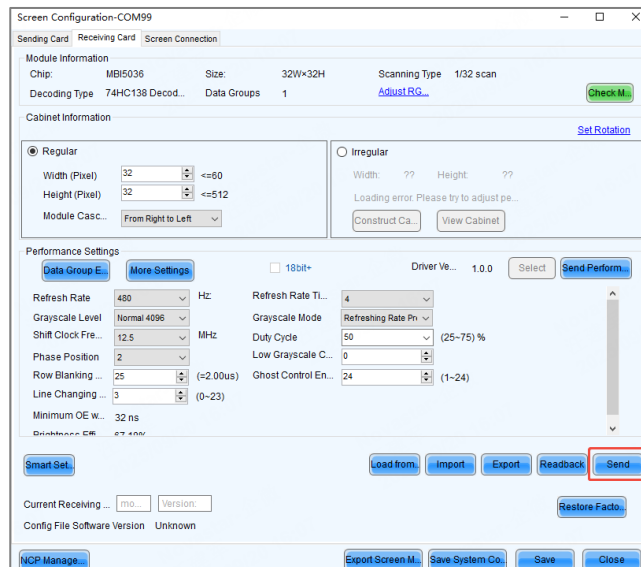 Screen Configuration-COM99
Sending Card Receiving Card Screen Connection
Module Information
Chip: MBI5036 Size: 32W×32H Scanning Type 1/32 scan
Decoding Type 74HC138 Decod... Data Groups 1 Adjust RG... Check M...
Cabinet Information
Set Rotation
Regular Irregular
Width (Pixel) 32 <=60 Width: ?? Height: ??
Height (Pixel) 32 <=512 Loading error. Please try to adjust pe...
Module Casc... From Right to Left Construct Ca... View Cabinet
Performance Settings
Data Group E... More Settings 18bit+ Driver Ve... 1.0.0 Select Send Perform...
Refresh Rate 480 Hz Refresh Rate Ti... 4
Grayscale Level Normal 4096 Grayscale Mode Refreshing Rate Pri
Shift Clock Fre... 12.5 MHz Duty Cycle 50 (25~75) %
Phase Position 2 Low Grayscale C... 0
Row Blanking ... 25 (=2.00us) Ghost Control En... 24 (1~24)
Line Changing ... 3 (0~23)
Minimum OE w... 32 ns
Brightness Effi... 67.19%
Smart Set... Load from... Import Export Readback Send
Current Receiving ... mo... Version: Restore Facto...
Config File Software Version Unknown
NCP Manage... Export Screen M... Save System Co... Save Close